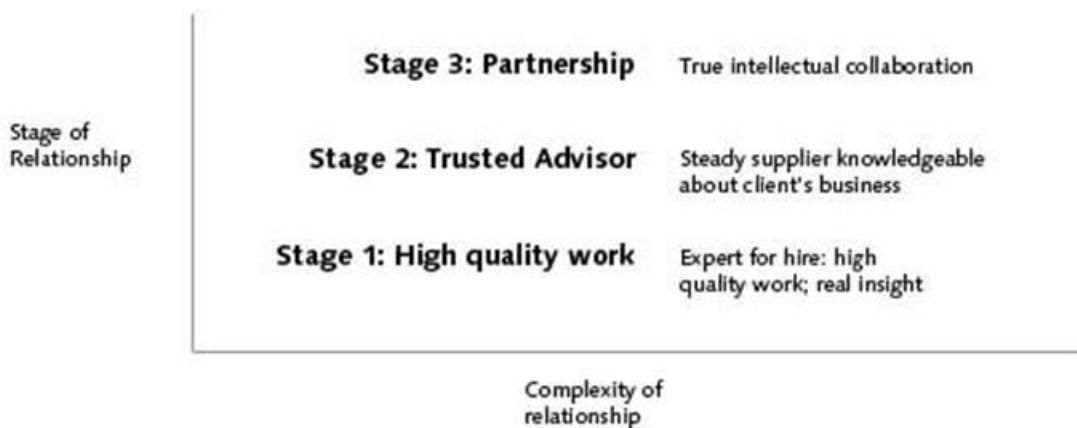 Stage 3: Partnership
True intellectual collaboration
Stage of
Relationship
Stage 2: Trusted Advisor
Steady supplier knowledgeable
about client's business
Stage 1: High quality work
Expert for hire: high
quality work; real insight
Complexity of
relationship